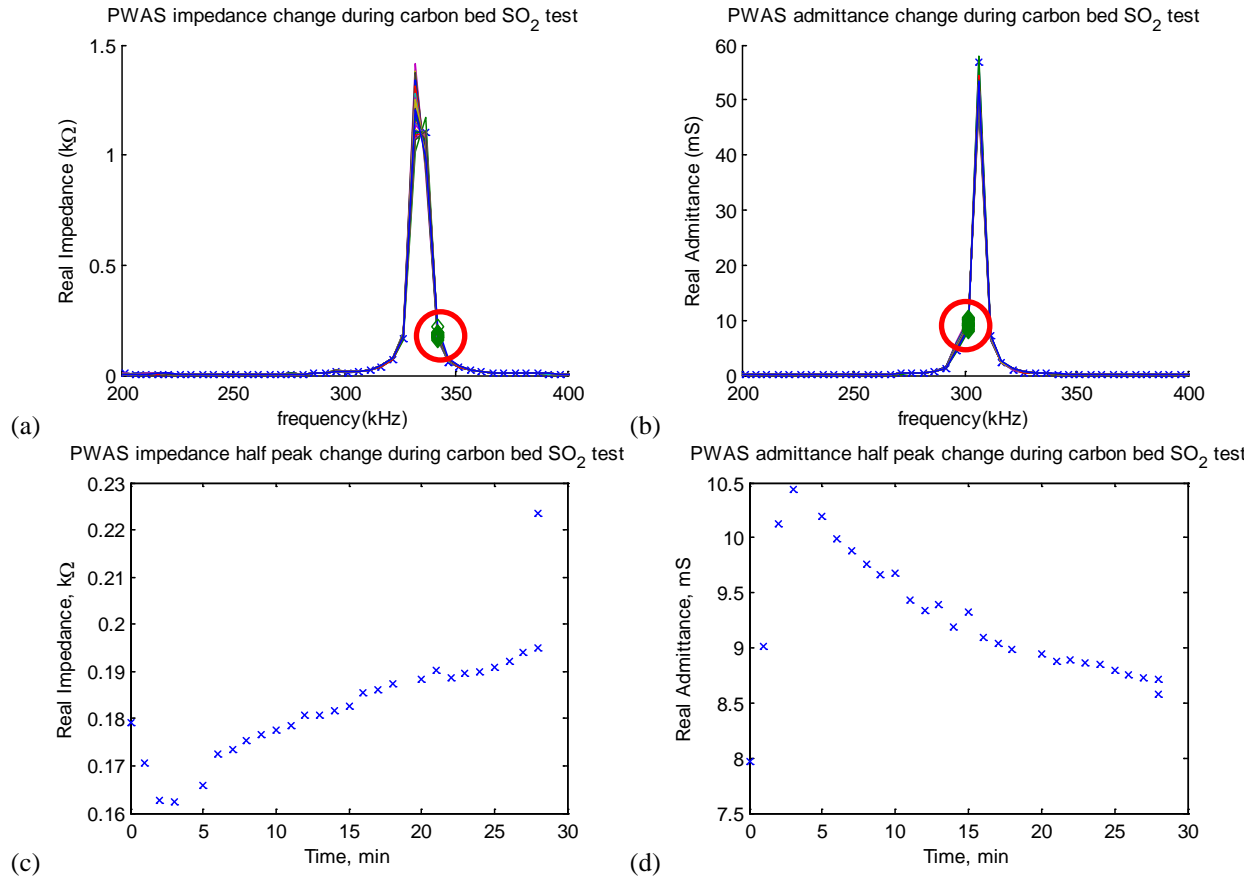 PWAS impedance change during carbon bed SO2 test
1.5
1
0.5
0
Real Impedance (kΩ)
200 250 300 350 400
frequency(kHz)
(a)
PWAS admittance change during carbon bed SO2 test
60
50
40
30
20
10
0
Real Admittance (mS)
200 250 300 350 400
frequency(kHz)
(b)
PWAS impedance half peak change during carbon bed SO2 test
0.23
0.22
0.21
0.2
0.19
0.18
0.17
0.16
Real Impedance, kΩ
0 5 10 15 20 25 30
Time, min
(c)
PWAS admittance half peak change during carbon bed SO2 test
10.5
10
9.5
9
8.5
8
7.5
Real Admittance, mS
0 5 10 15 20 25 30
Time, min
(d)